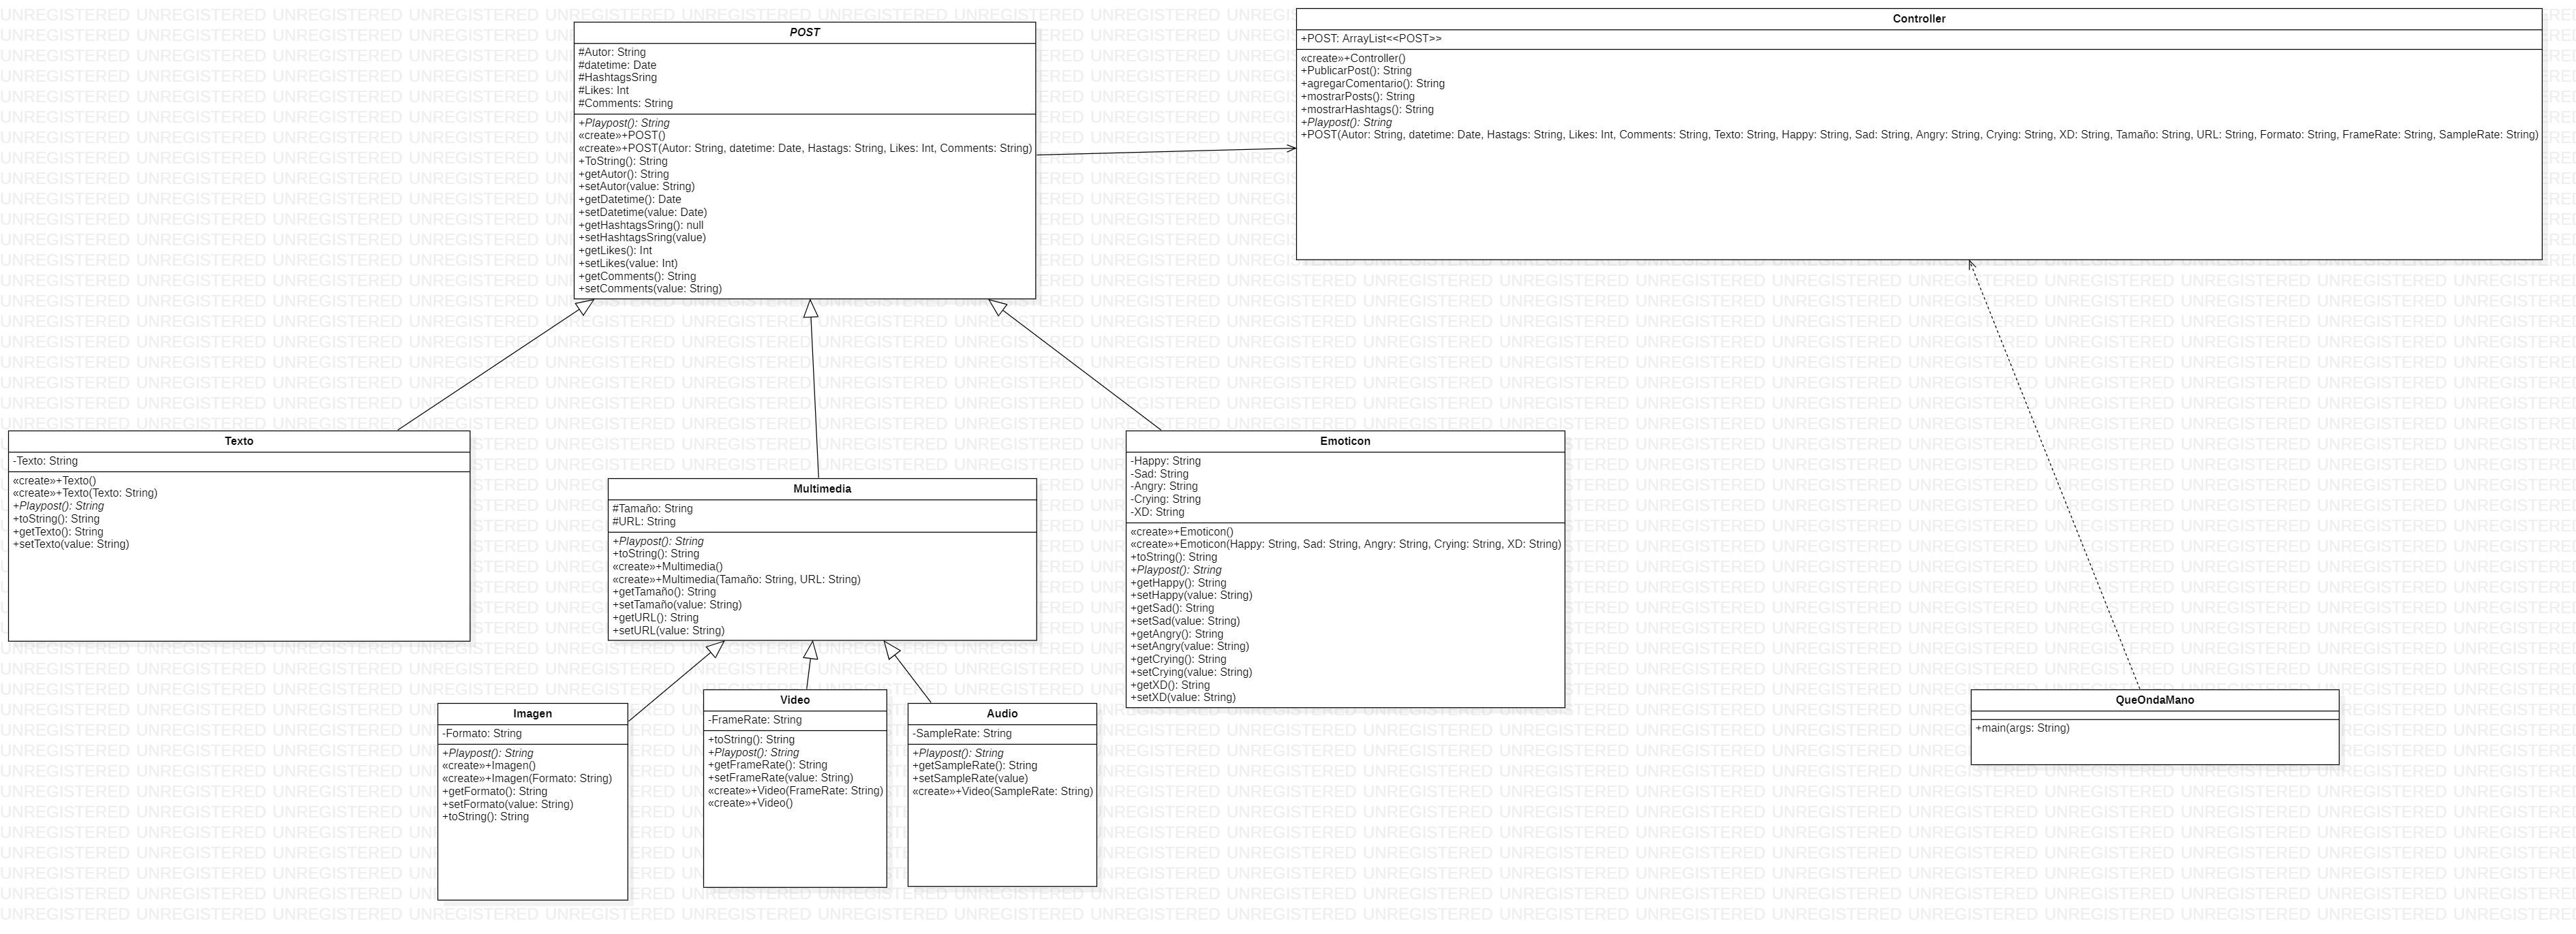 POST
#Autor: String
#datetime: Date
#HashtagsSring
#Likes: Int
#Comments: String
+Playpost(): String
«create»+POST()
«create»+POST(Autor: String, datetime: Date, Hastags: String, Likes: Int, Comments: String)
+ToString(): String
+getAutor(): String
+setAutor(value: String)
+getDatetime(): Date
+setDatetime(value: Date)
+getHashtagsSring(): null
+setHashtagsSring(value)
+getLikes(): Int
+setLikes(value: Int)
+getComments(): String
+setComments(value: String)
Controller
+POST: ArrayList<<POST>>
«create»+Controller()
+PublicarPost(): String
+agregarComentario(): String
+mostrarPosts(): String
+mostrarHashtags(): String
+Playpost(): String
+POST(Autor: String, datetime: Date, Hastags: String, Likes: Int, Comments: String, Texto: String, Happy: String, Sad: String, Angry: String, Crying: String, XD: String, Tamaño: String, URL: String, Formato: String, FrameRate: String, SampleRate: String)
Texto
-Texto: String
«create»+Texto()
«create»+Texto(Texto: String)
+Playpost(): String
+toString(): String
+getTexto(): String
+setTexto(value: String)
Multimedia
#Tamaño: String
#URL: String
+Playpost(): String
+toString(): String
«create»+Multimedia()
«create»+Multimedia(Tamaño: String, URL: String)
+getTamaño(): String
+setTamaño(value: String)
+getURL(): String
+setURL(value: String)
Emoticon
-Happy: String
-Sad: String
-Angry: String
-Crying: String
-XD: String
«create»+Emoticon()
«create»+Emoticon(Happy: String, Sad: String, Angry: String, Crying: String, XD: String)
+toString(): String
+Playpost(): String
+getHappy(): String
+setHappy(value: String)
+getSad(): String
+setSad(value: String)
+getAngry(): String
+setAngry(value: String)
+getCrying(): String
+setCrying(value: String)
+getXD(): String
+setXD(value: String)
Imagen
-Formato: String
+Playpost(): String
«create»+Imagen()
«create»+Imagen(Formato: String)
+getFormato(): String
+setFormato(value: String)
+toString(): String
Video
-FrameRate: String
+toString(): String
+Playpost(): String
+getFrameRate(): String
+setFrameRate(value: String)
«create»+Video(FrameRate: String)
«create»+Video()
Audio
-SampleRate: String
+Playpost(): String
+getSampleRate(): String
+setSampleRate(value)
«create»+Video(SampleRate: String)
QueOndaMano
+main(args: String)
UNREGISTERED